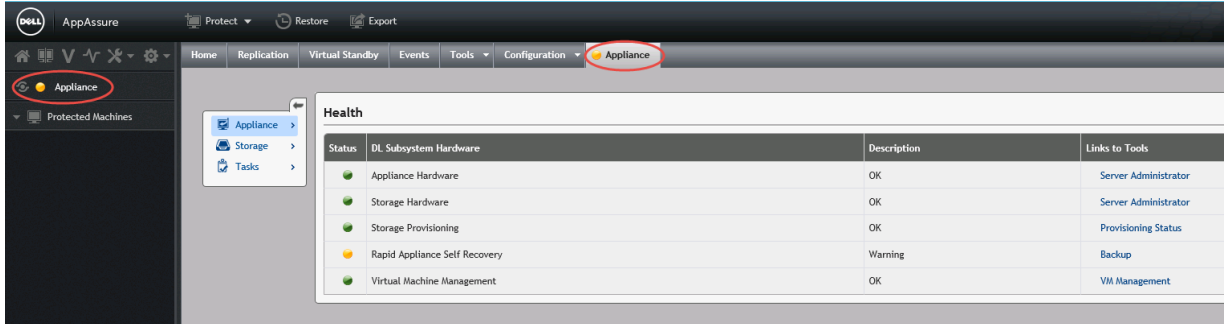 DELL AppAssure Protect Restore Export
Home Replication Virtual Standby Events Tools Configuration Appliance
Appliance
Protected Machines
Appliance
Storage
Tasks
Health
Status DL Subsystem Hardware Description Links to Tools
Appliance Hardware OK Server Administrator
Storage Hardware OK Server Administrator
Storage Provisioning OK Provisioning Status
Rapid Appliance Self Recovery Warning Backup
Virtual Machine Management OK VM Management